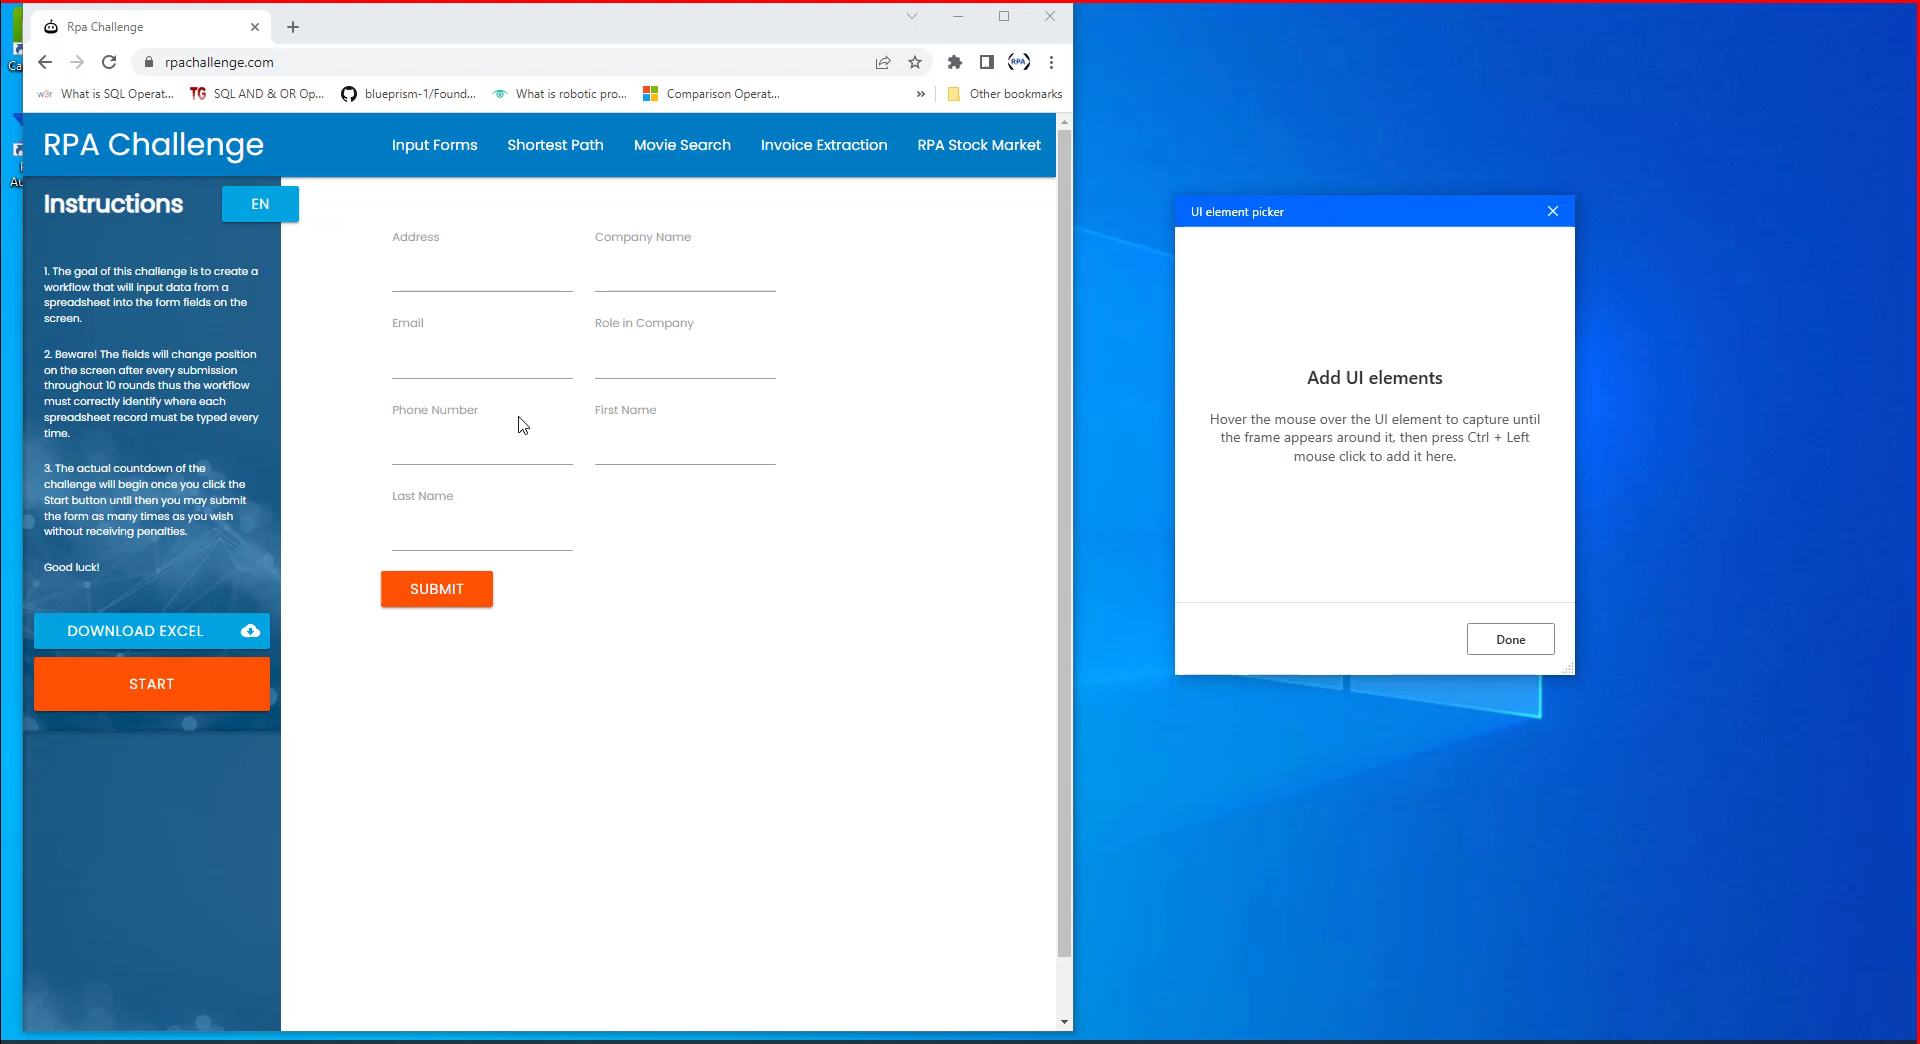 Rpa Challenge
rpachallenge.com
RPA
w3r What is SQL Operat...
TG SQL AND & OR Op...
blueprism-1/Found...
What is robotic pro...
Comparison Operat...
»
Other bookmarks
Ca
Au
RPA Challenge
Input Forms
Shortest Path
Movie Search
Invoice Extraction
RPA Stock Market
Instructions
EN
1. The goal of this challenge is to create a
workflow that will input data from a
spreadsheet into the form fields on the
screen.
2. Beware! The fields will change position
on the screen after every submission
throughout 10 rounds thus the workflow
must correctly identify where each
spreadsheet record must be typed every
time.
3. The actual countdown of the
challenge will begin once you click the
Start button until then you may submit
the form as many times as you wish
without receiving penalties.
Good luck!
DOWNLOAD EXCEL
START
Address
Company Name
Email
Role in Company
Phone Number
First Name
Last Name
SUBMIT
UI element picker
Add UI elements
Hover the mouse over the UI element to capture until
the frame appears around it, then press Ctrl + Left
mouse click to add it here.
Done